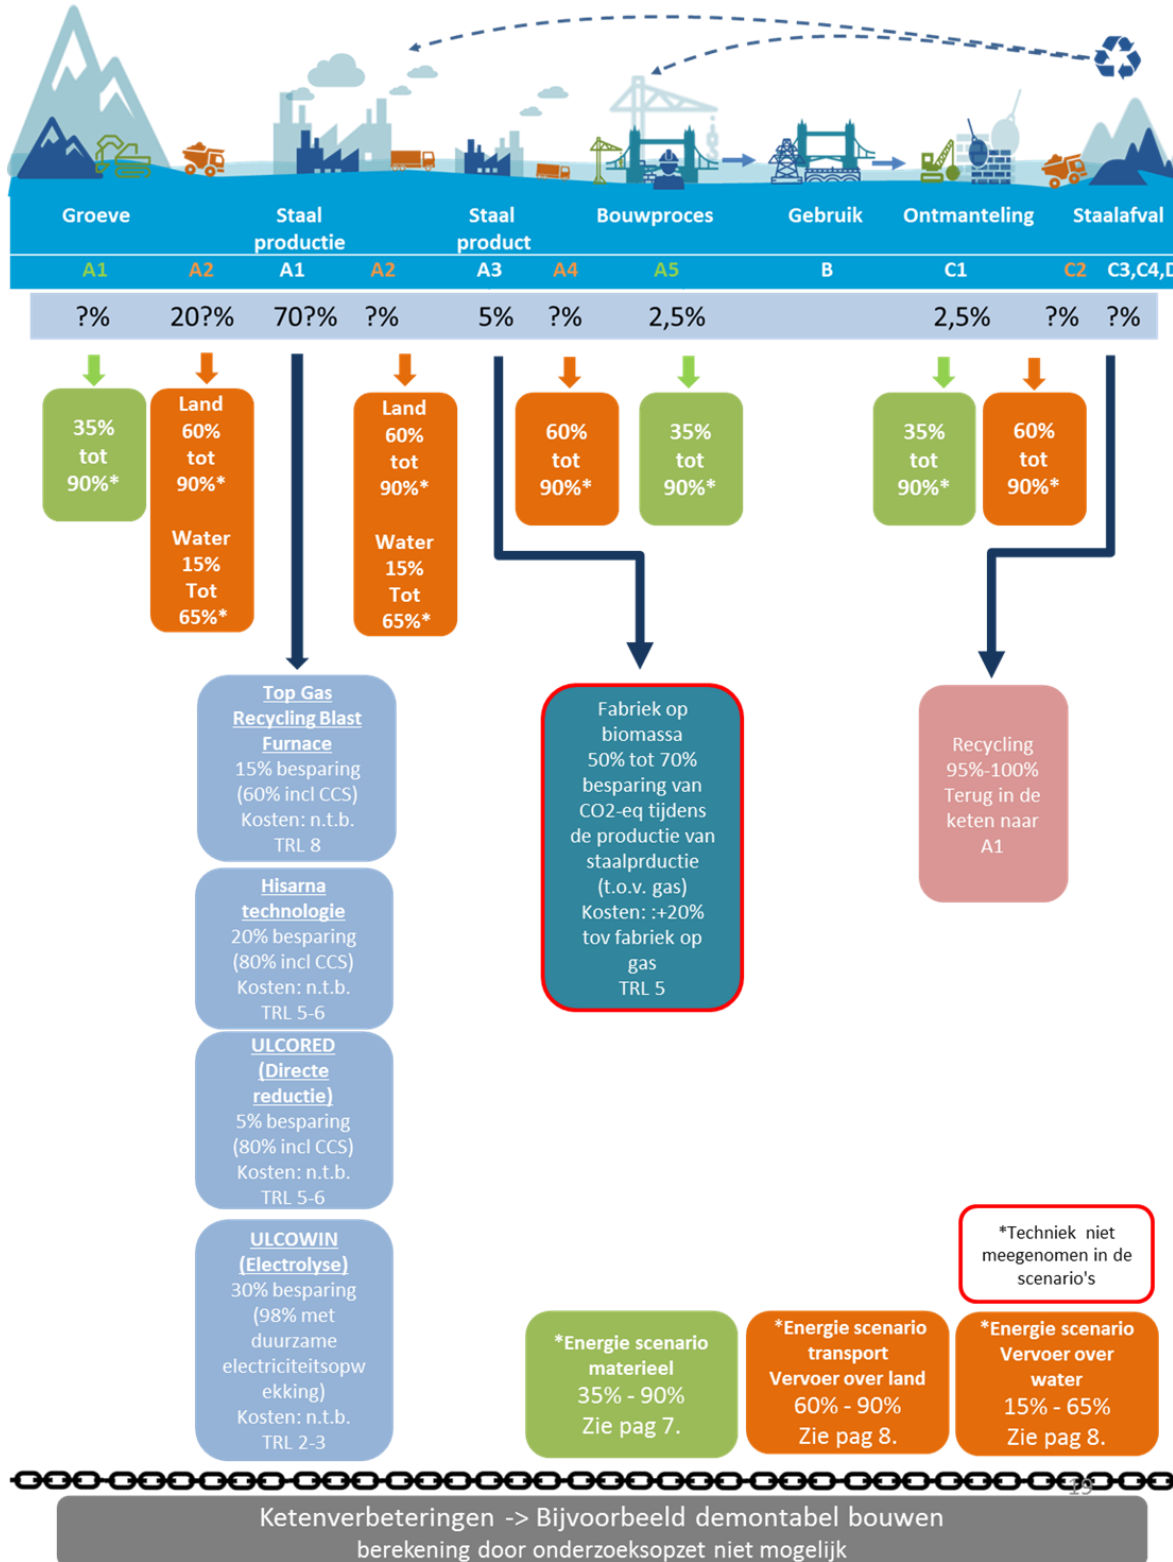 Groeve
Staal
productie
Staal
product
Bouwproces
Gebruik
Ontmanteling
Staalafval
A1
A2
A1
A2
A3
A4
A5
B
C1
C2
C3,C4,D
?%
20?%
70?%
?%
5%
?%
2,5%
2,5%
?%
?%
35%
tot
90%*
Land
60%
tot
90%*
Water
15%
Tot
65%*
Land
60%
tot
90%*
Water
15%
Tot
65%*
60%
tot
90%*
35%
tot
90%*
35%
tot
90%*
60%
tot
90%*
Top Gas
Recycling Blast
Furnace
15% besparing
(60% incl CCS)
Kosten: n.t.b.
TRL 8
Hisarna
technologie
20% besparing
(80% incl CCS)
Kosten: n.t.b.
TRL 5-6
ULCORED
(Directe
reductie)
5% besparing
(80% incl CCS)
Kosten: n.t.b.
TRL 5-6
ULCOWIN
(Electrolyse)
30% besparing
(98% met
duurzame
electriciteitsopw
ekking)
Kosten: n.t.b.
TRL 2-3
Fabriek op
biomassa
50% tot 70%
besparing van
CO2-eq tijdens
de productie van
staalprductie
(t.o.v. gas)
Kosten: :+20%
tov fabriek op
gas
TRL 5
Recycling
95%-100%
Terug in de
keten naar
A1
*Techniek niet
meegenomen in de
scenario's
*Energie scenario
materieel
35% - 90%
Zie pag 7.
*Energie scenario
transport
Vervoer over land
60% - 90%
Zie pag 8.
*Energie scenario
Vervoer over
water
15% - 65%
Zie pag 8.
19
Ketenverbeteringen -> Bijvoorbeeld demontabel bouwen
berekening door onderzoeksopzet niet mogelijk